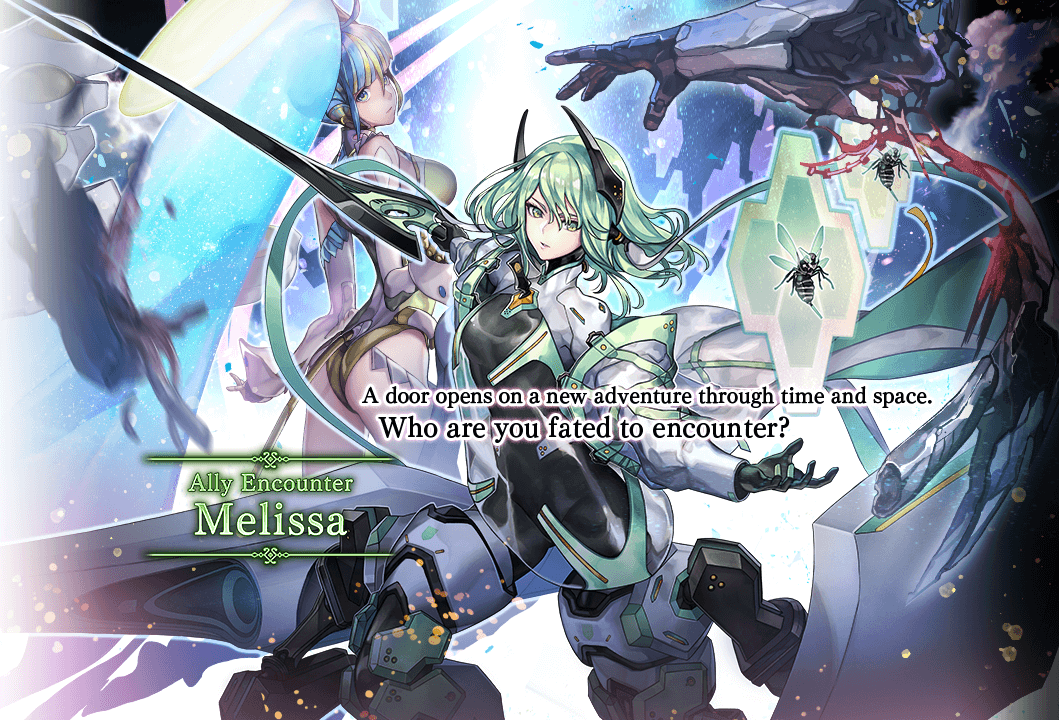 A door opens on a new adventure through time and space.
Who are you fated to encounter?
Ally Encounter
Melissa